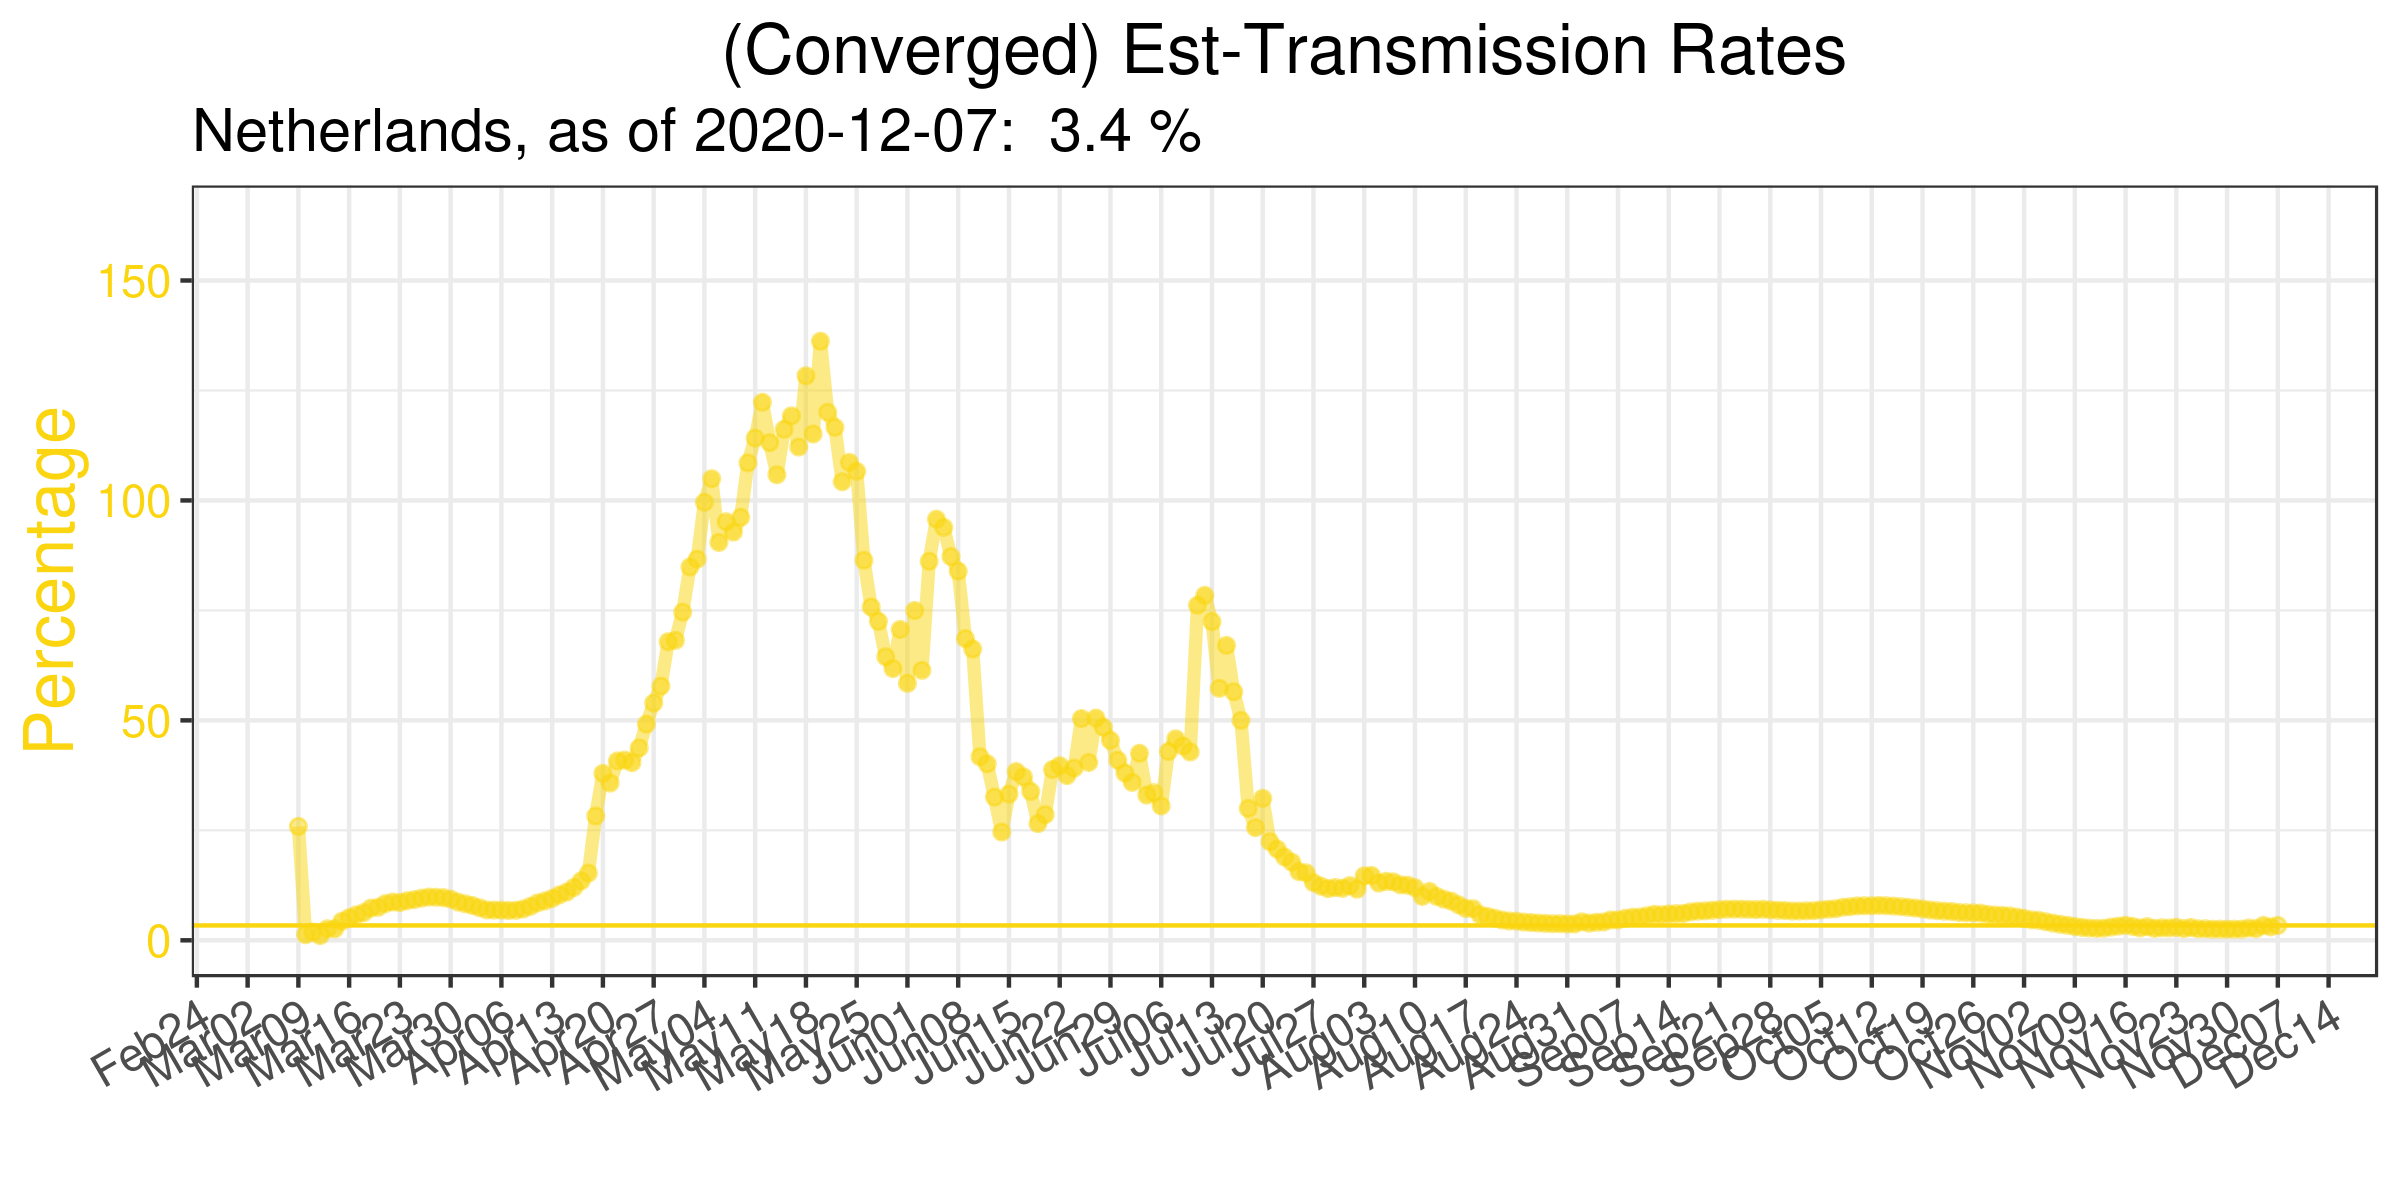 (Converged) Est-Transmission Rates
Netherlands, as of 2020-12-07:  3.4 %
Percentage
150
100
50
0
Feb24
Mar02
Mar09
Mar16
Mar23
Mar30
Apr06
Apr13
Apr20
Apr27
May04
May11
May18
May25
Jun01
Jun08
Jun15
Jun22
Jun29
Jul06
Jul13
Jul20
Jul27
Aug03
Aug10
Aug17
Aug24
Aug31
Sep07
Sep14
Sep21
Sep28
Oct05
Oct12
Oct19
Oct26
Nov02
Nov09
Nov16
Nov23
Nov30
Dec07
Dec14